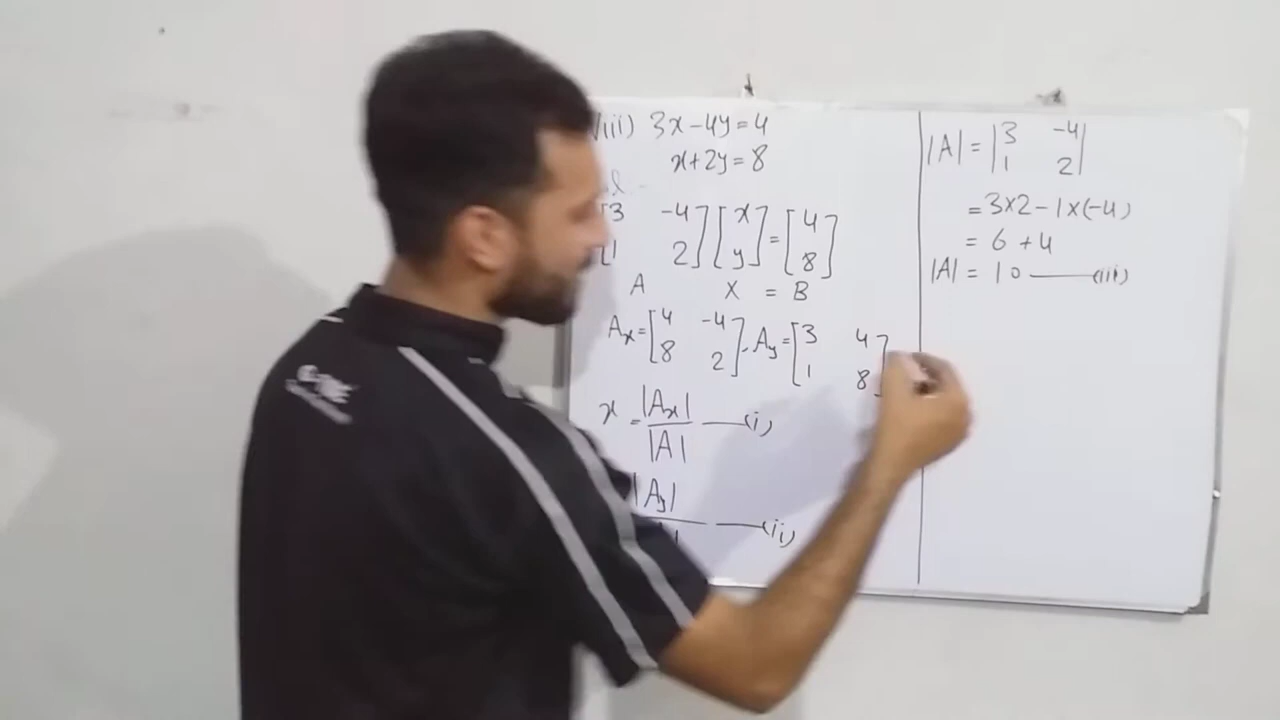 viii) 3x-4y=4
x+2y=8
[3 -4] [x] = [4]
[1 2] [y] [8]
A X = B
Ax=[4 -4], Ay=[3 4]
[8 2] [1 8]
x = |Ax| —(i)
|A|
|Ay| —(ii)
|A| = |3 -4|
|1 2|
= 3×2-1×(-4)
= 6 +4
|A| = 10 —(iii)